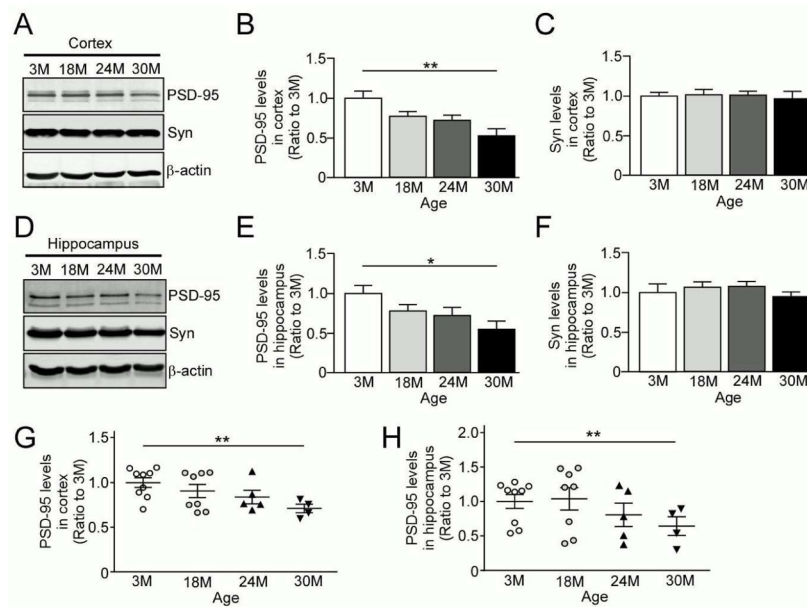 A
Cortex
3M 18M 24M 30M
PSD-95
Syn
β-actin
B
PSD-95 levels
in cortex
(Ratio to 3M)
1.5
1.0
0.5
0
**
3M 18M 24M 30M
Age
C
Syn levels
in cortex
(Ratio to 3M)
1.5
1.0
0.5
0
3M 18M 24M 30M
Age
D
Hippocampus
3M 18M 24M 30M
PSD-95
Syn
β-actin
E
PSD-95 levels
in hippocampus
(Ratio to 3M)
1.5
1.0
0.5
0
*
3M 18M 24M 30M
Age
F
Syn levels
in hippocampus
(Ratio to 3M)
1.5
1.0
0.5
0
3M 18M 24M 30M
Age
G
PSD-95 levels
in cortex
(Ratio to 3M)
1.5
1.0
0.5
0
**
3M 18M 24M 30M
Age
H
PSD-95 levels
in hippocampus
(Ratio to 3M)
2.0
1.5
1.0
0.5
0
**
3M 18M 24M 30M
Age